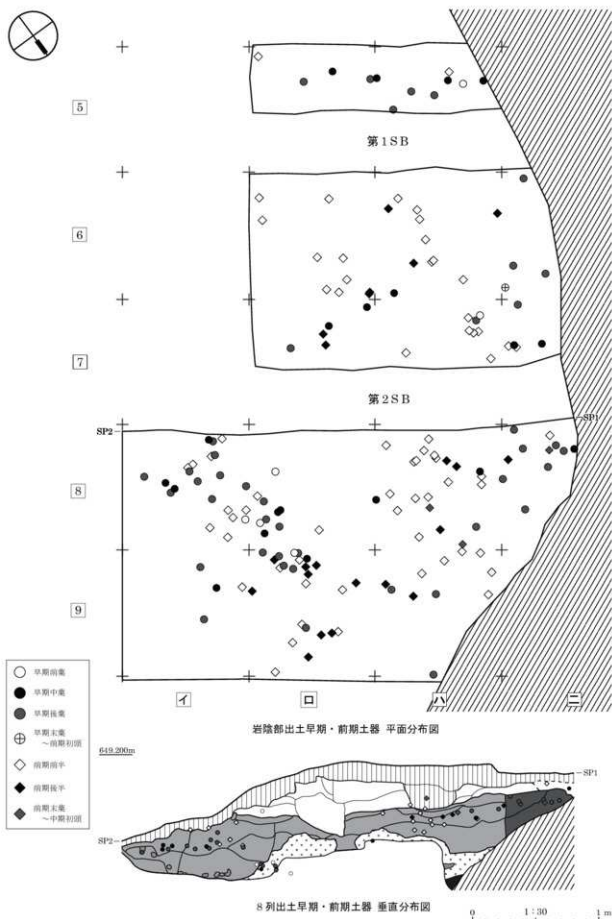 5
第1SB
6
7
第2SB
SP2
SP1
8
9
イ
ロ
ハ
ニ
早期前葉
早期中葉
早期後葉
早期末葉
～前期初頭
前期前半
前期後半
前期末葉
～中期初頭
岩陰部出土早期・前期土器 平面分布図
649.200m
SP1
SP2
8列出土早期・前期土器 垂直分布図
0 1:30 1m